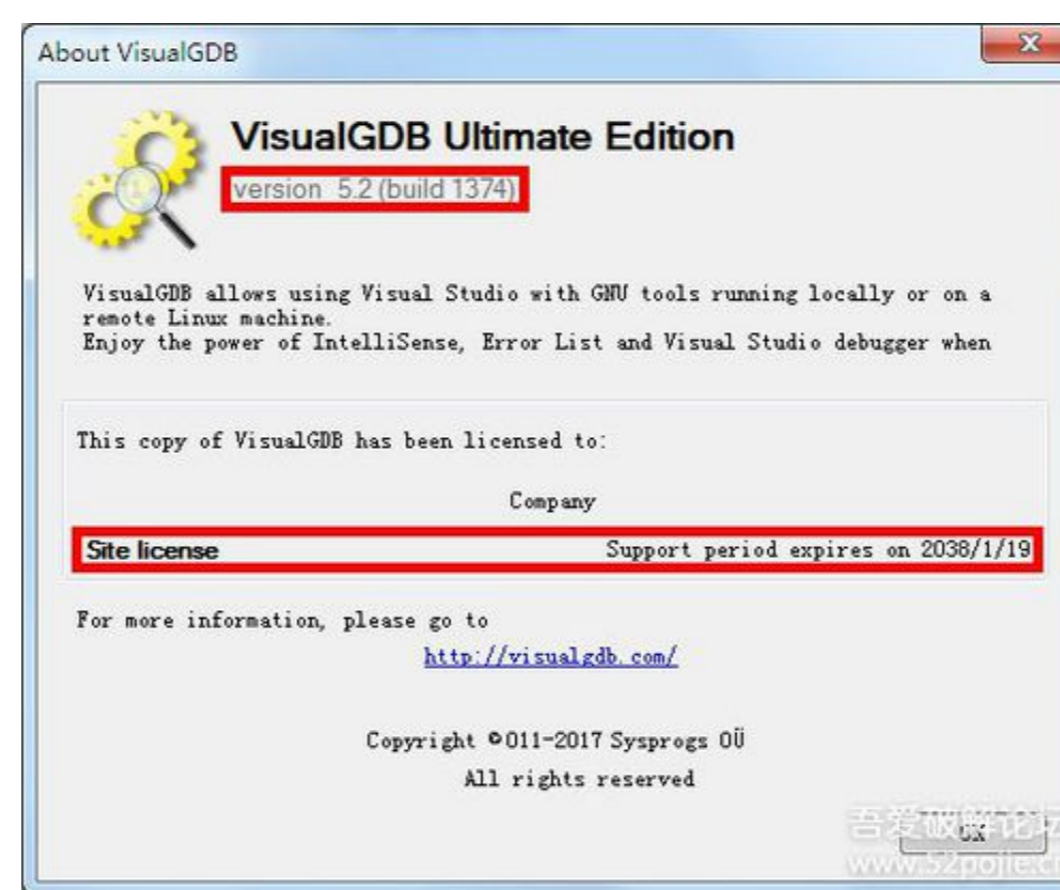 About VisualGDB
VisualGDB Ultimate Edition
version 5.2 (build 1374)
VisualGDB allows using Visual Studio with GNU tools running locally or on a
remote Linux machine.
Enjoy the power of IntelliSense, Error List and Visual Studio debugger when
This copy of VisualGDB has been licensed to:
Company
Site license Support period expires on 2038/1/19
For more information, please go to
http://visualgdb.com/
Copyright ©011-2017 Sysprogs OÜ
All rights reserved
OK
吾爱破解论坛
www.52pojie.cn